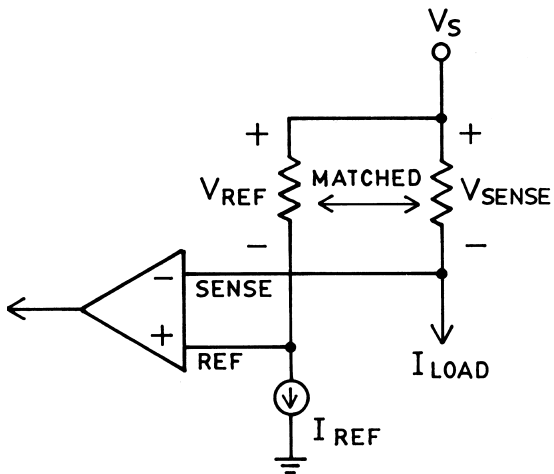 VS
+ +
VREF MATCHED VSENSE
− −
− SENSE
+ REF
ILOAD
IREF